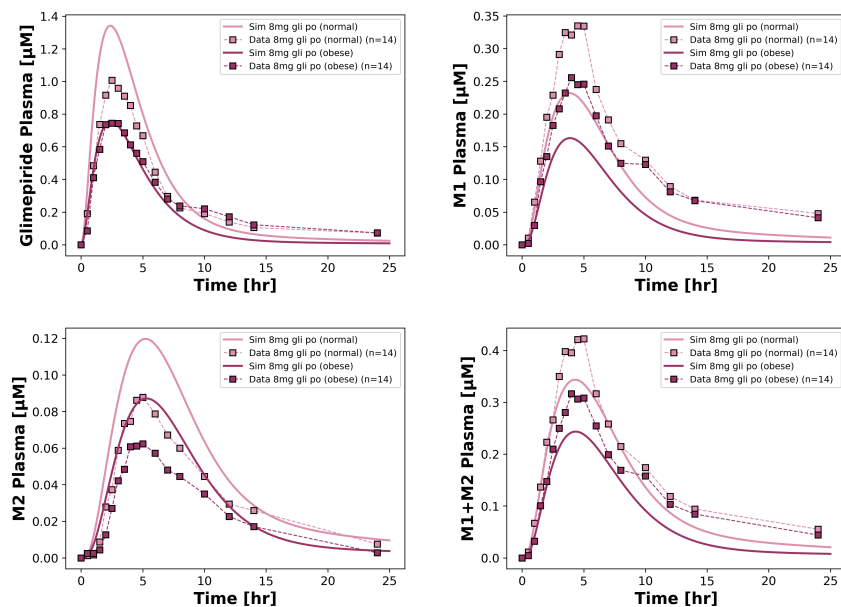 Glimepiride Plasma [μM]
1.4
1.2
1.0
0.8
0.6
0.4
0.2
0.0
Sim 8mg gli po (normal)
Data 8mg gli po (normal) (n=14)
Sim 8mg gli po (obese)
Data 8mg gli po (obese) (n=14)
0 5 10 15 20 25
Time [hr]
M1 Plasma [μM]
0.35
0.30
0.25
0.20
0.15
0.10
0.05
0.00
Sim 8mg gli po (normal)
Data 8mg gli po (normal) (n=14)
Sim 8mg gli po (obese)
Data 8mg gli po (obese) (n=14)
0 5 10 15 20 25
Time [hr]
M2 Plasma [μM]
0.12
0.10
0.08
0.06
0.04
0.02
0.00
Sim 8mg gli po (normal)
Data 8mg gli po (normal) (n=14)
Sim 8mg gli po (obese)
Data 8mg gli po (obese) (n=14)
0 5 10 15 20 25
Time [hr]
M1+M2 Plasma [μM]
0.4
0.3
0.2
0.1
0.0
Sim 8mg gli po (normal)
Data 8mg gli po (normal) (n=14)
Sim 8mg gli po (obese)
Data 8mg gli po (obese) (n=14)
0 5 10 15 20 25
Time [hr]